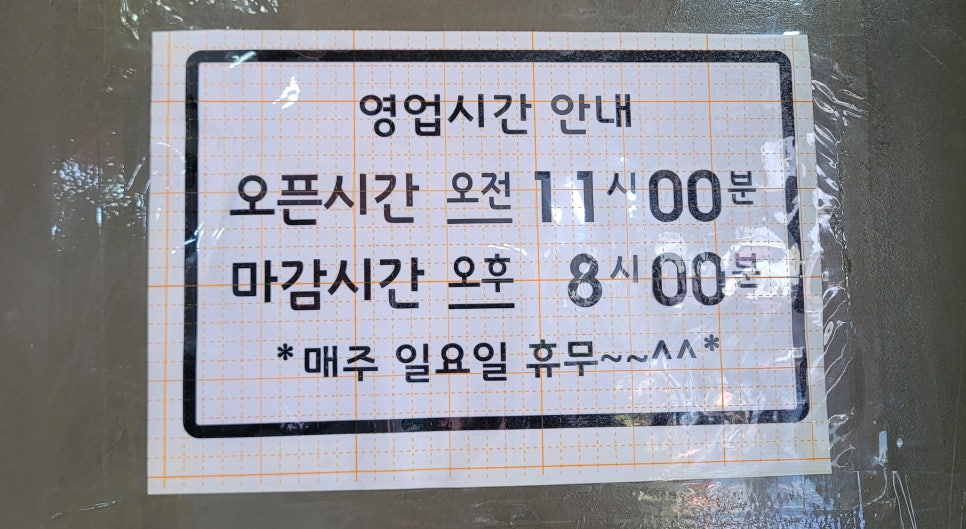 영업시간 안내
오픈시간 오전 11시 00분
마감시간 오후 8시 00분
*매주 일요일 휴무~~^^*